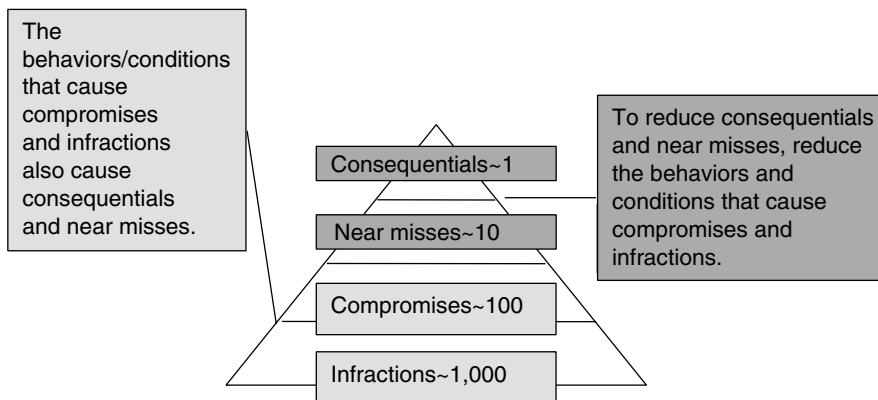 The
behaviors/conditions
that cause
compromises
and infractions
also cause
consequentials
and near misses.
Consequentials~1
Near misses~10
Compromises~100
Infractions~1,000
To reduce consequentials
and near misses, reduce
the behaviors and
conditions that cause
compromises and
infractions.